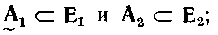 A₁ ⊂ E₁ и A₂ ⊂ E₂;